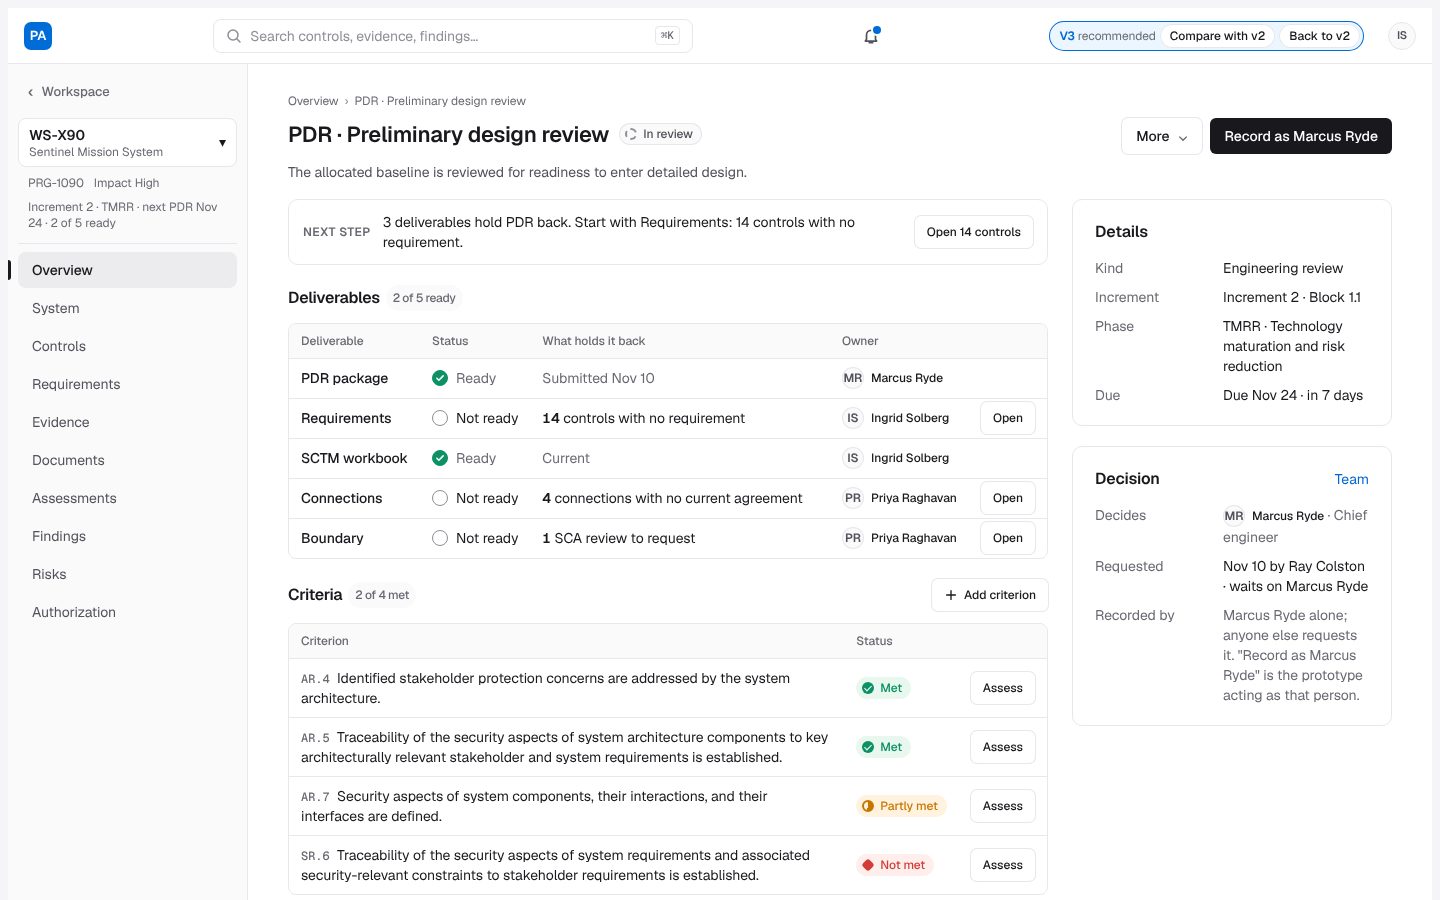 PA
Search controls, evidence, findings...
⌘K
V3 recommended
Compare with v2
Back to v2
IS
‹ Workspace
WS-X90
Sentinel Mission System
PRG-1090 Impact High
Increment 2 · TMRR · next PDR Nov
24 · 2 of 5 ready
Overview
System
Controls
Requirements
Evidence
Documents
Assessments
Findings
Risks
Authorization
Overview › PDR · Preliminary design review
PDR · Preliminary design review
In review
More
Record as Marcus Ryde
The allocated baseline is reviewed for readiness to enter detailed design.
NEXT STEP
3 deliverables hold PDR back. Start with Requirements: 14 controls with no
requirement.
Open 14 controls
Deliverables 2 of 5 ready
Deliverable Status What holds it back Owner
PDR package Ready Submitted Nov 10 MR Marcus Ryde
Requirements Not ready 14 controls with no requirement IS Ingrid Solberg Open
SCTM workbook Ready Current IS Ingrid Solberg
Connections Not ready 4 connections with no current agreement PR Priya Raghavan Open
Boundary Not ready 1 SCA review to request PR Priya Raghavan Open
Criteria 2 of 4 met
+ Add criterion
Criterion Status
AR.4 Identified stakeholder protection concerns are addressed by the system
architecture.
Met
Assess
AR.5 Traceability of the security aspects of system architecture components to key
architecturally relevant stakeholder and system requirements is established.
Met
Assess
AR.7 Security aspects of system components, their interactions, and their
interfaces are defined.
Partly met
Assess
SR.6 Traceability of the security aspects of system requirements and associated
security-relevant constraints to stakeholder requirements is established.
Not met
Assess
Details
Kind Engineering review
Increment Increment 2 · Block 1.1
Phase TMRR · Technology
maturation and risk
reduction
Due Due Nov 24 · in 7 days
Decision
Team
Decides MR Marcus Ryde · Chief
engineer
Requested Nov 10 by Ray Colston
· waits on Marcus Ryde
Recorded by Marcus Ryde alone;
anyone else requests
it. "Record as Marcus
Ryde" is the prototype
acting as that person.